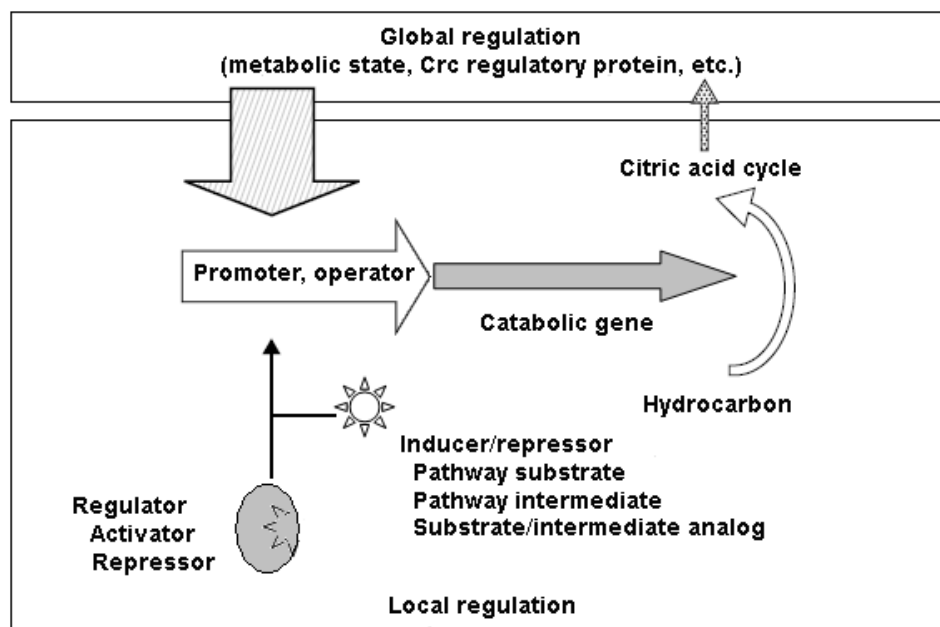 Global regulation
(metabolic state, Crc regulatory protein, etc.)
Citric acid cycle
Promoter, operator
Catabolic gene
Hydrocarbon
Inducer/repressor
Pathway substrate
Pathway intermediate
Substrate/intermediate analog
Regulator
Activator
Repressor
Local regulation